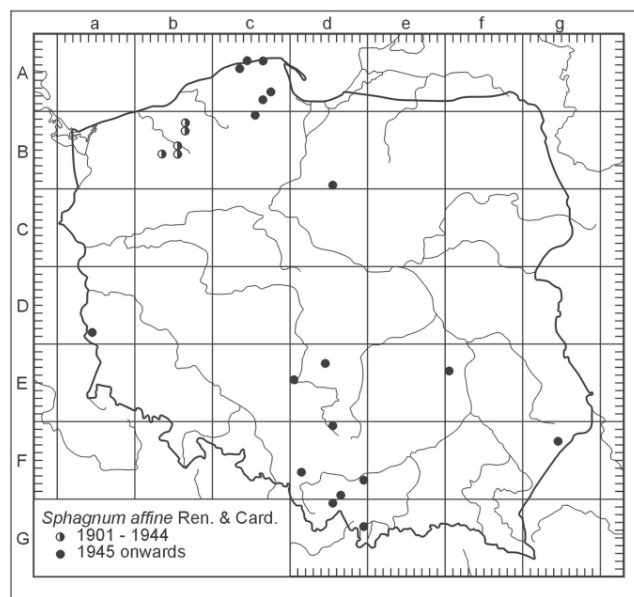 a b c d e f g
A
B
C
D
E
F
G
Sphagnum affine Ren. & Card.
1901 - 1944
1945 onwards